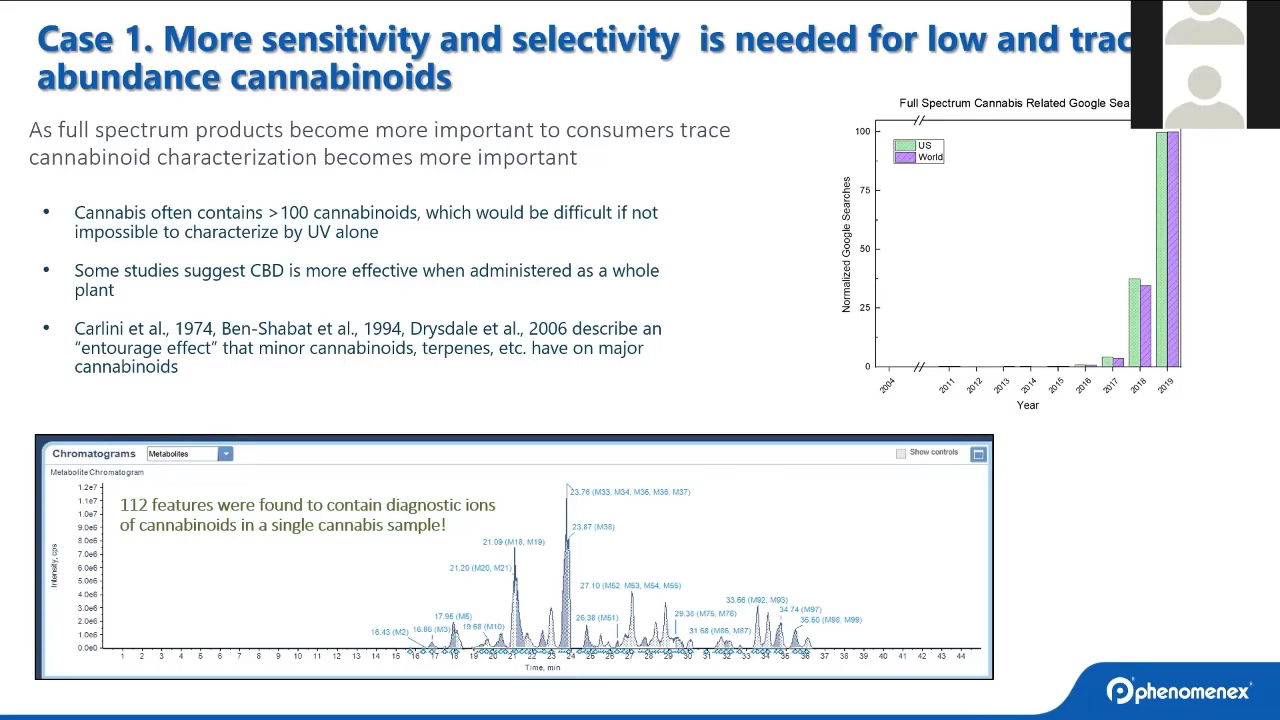 Case 1. More sensitivity and selectivity is needed for low and trac
abundance cannabinoids
As full spectrum products become more important to consumers trace
cannabinoid characterization becomes more important
• Cannabis often contains >100 cannabinoids, which would be difficult if not
impossible to characterize by UV alone
• Some studies suggest CBD is more effective when administered as a whole
plant
• Carlini et al., 1974, Ben-Shabat et al., 1994, Drysdale et al., 2006 describe an
“entourage effect” that minor cannabinoids, terpenes, etc. have on major
cannabinoids
Full Spectrum Cannabis Related Google Sea
US
World
Normalized Google Searches
100
75
50
25
0
2004 2011 2012 2013 2014 2015 2016 2017 2018 2019
Year
Chromatograms
Metabolites
Show controls
Metabolite Chromatogram
112 features were found to contain diagnostic ions
of cannabinoids in a single cannabis sample!
Intensity, cps
1.2e7
1.1e7
1.0e7
9.0e6
8.0e6
7.0e6
6.0e6
5.0e6
4.0e6
3.0e6
2.0e6
1.0e6
0.0e0
16.43 (M2)
16.86 (M3)
17.95 (M5)
19.68 (M10)
21.20 (M20, M21)
21.09 (M18, M19)
23.76 (M33, M34, M35, M36, M37)
23.87 (M38)
27.10 (M52, M53, M54, M55)
26.38 (M51)
29.38 (M75, M76)
31.68 (M86, M87)
33.56 (M92, M93)
34.74 (M97)
35.50 (M98, M99)
1 2 3 4 5 6 7 8 9 10 11 12 13 14 15 16 17 18 19 20 21 22 23 24 25 26 27 28 29 30 31 32 33 34 35 36 37 38 39 40 41 42 43 44
Time, min
phenomenex